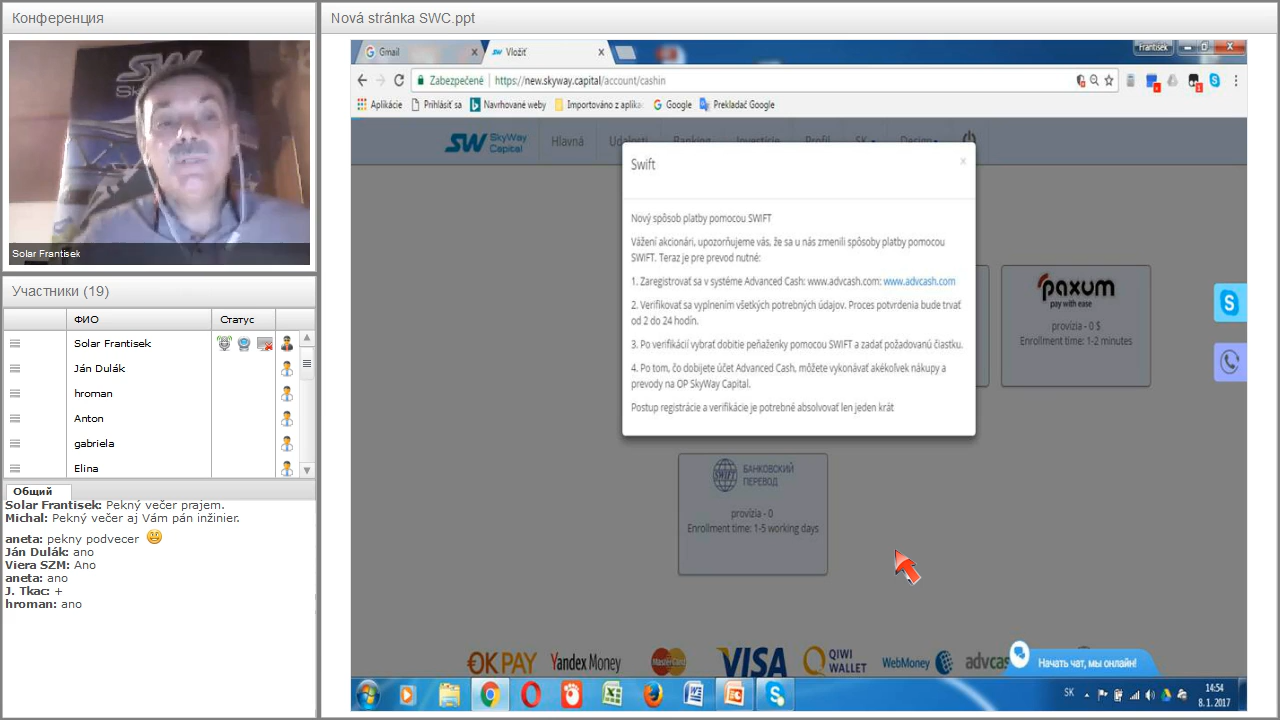 Конференция
Nová stránka SWC.ppt
Solar Frantisek
Участники (19)
ФИО
Статус
Solar Frantisek
Ján Dulák
hroman
Anton
gabriela
Elina
Общий
Solar Frantisek: Pekný večer prajem.
Michal: Pekný večer aj Vám pán inžinier.
aneta: pekny podvecer
Ján Dulák: ano
Viera SZM: Ano
aneta: ano
J. Tkac: +
hroman: ano
Gmail
Vložiť
František
Zabezpečené
https://new.skyway.capital/account/cashin
Aplikácie
Prihlásiť sa
Navrhované weby
Importováno z aplika
Google
Prekladač Google
SW SkyWay Capital
Hlavná
Udalosti
Banking
Investície
Profil
SK
Design
Swift
×
Nový spôsob platby pomocou SWIFT
Vážení akcionári, upozorňujeme vás, že sa u nás zmenili spôsoby platby pomocou
SWIFT. Teraz je pre prevod nutné:
1. Zaregistrovať sa v systéme Advanced Cash: www.advcash.com: www.advcash.com
2. Verifikovať sa vyplnením všetkých potrebných údajov. Proces potvrdenia bude trvať
od 2 do 24 hodín.
3. Po verifikácií vybrat dobitie peňaženky pomocou SWIFT a zadať požadovanú čiastku.
4. Po tom, čo dobijete účet Advanced Cash, môžete vykonávať akékoľvek nákupy a
prevody na OP SkyWay Capital.
Postup registrácie a verifikácie je potrebné absolvovať len jeden krát
paxum
pay with ease
provízia - 0 $
Enrollment time: 1-2 minutes
SWIFT
БАНКОВСКИЙ
ПЕРЕВОД
provízia - 0
Enrollment time: 1-5 working days
OKPAY
Yandex Money
MasterCard
VISA
QIWI
WALLET
WebMoney
advcas
Начать чат, мы онлайн!
SK
14:54
8. 1. 2017